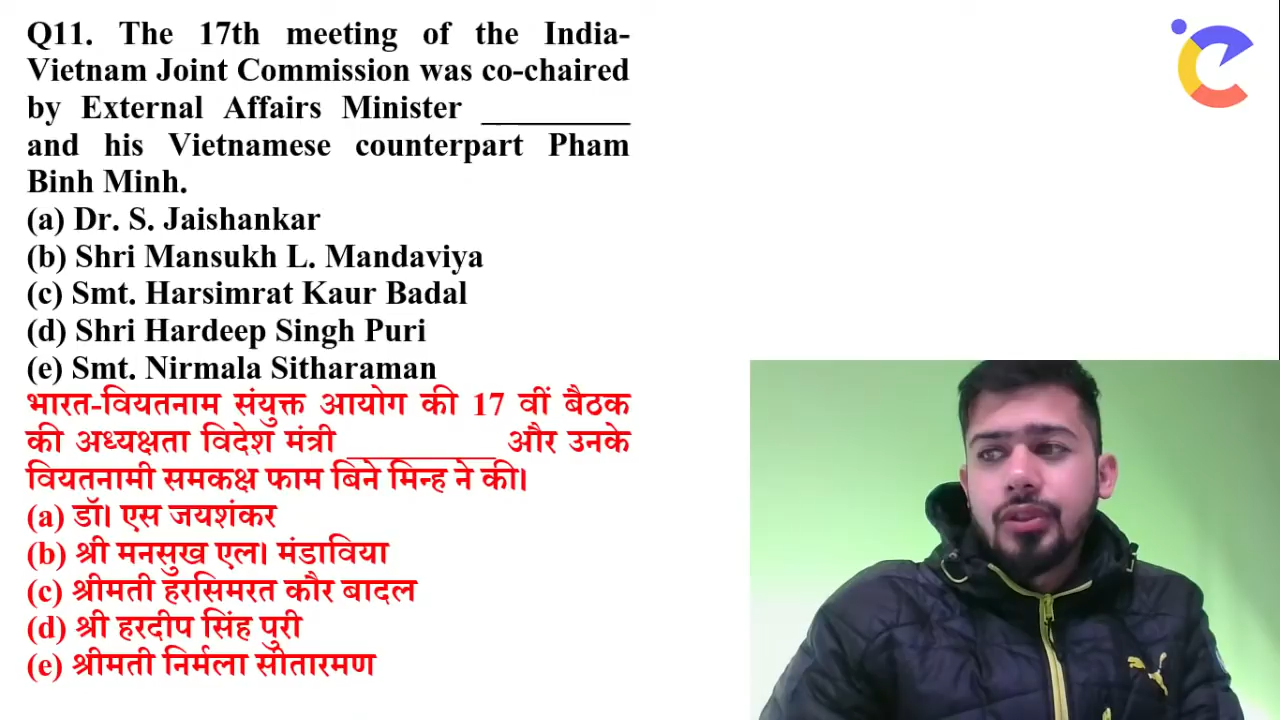 Q11. The 17th meeting of the India-
Vietnam Joint Commission was co-chaired
by External Affairs Minister _________
and his Vietnamese counterpart Pham
Binh Minh.
(a) Dr. S. Jaishankar
(b) Shri Mansukh L. Mandaviya
(c) Smt. Harsimrat Kaur Badal
(d) Shri Hardeep Singh Puri
(e) Smt. Nirmala Sitharaman
भारत-वियतनाम संयुक्त आयोग की 17 वीं बैठक
की अध्यक्षता विदेश मंत्री _________ और उनके
वियतनामी समकक्ष फाम बिने मिन्ह ने की।
(a) डॉ। एस जयशंकर
(b) श्री मनसुख एल। मंडाविया
(c) श्रीमती हरसिमरत कौर बादल
(d) श्री हरदीप सिंह पुरी
(e) श्रीमती निर्मला सीतारमण